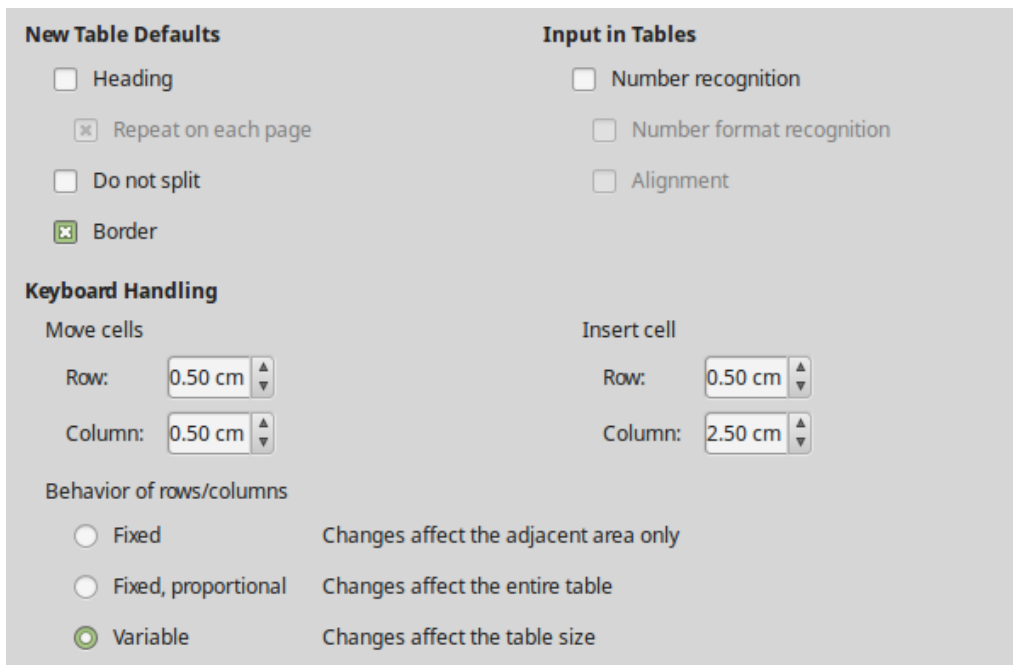 New Table Defaults
Input in Tables
Heading
Number recognition
Repeat on each page
Number format recognition
Do not split
Alignment
Border
Keyboard Handling
Move cells
Insert cell
Row: 0.50 cm
Row: 0.50 cm
Column: 0.50 cm
Column: 2.50 cm
Behavior of rows/columns
Fixed Changes affect the adjacent area only
Fixed, proportional Changes affect the entire table
Variable Changes affect the table size